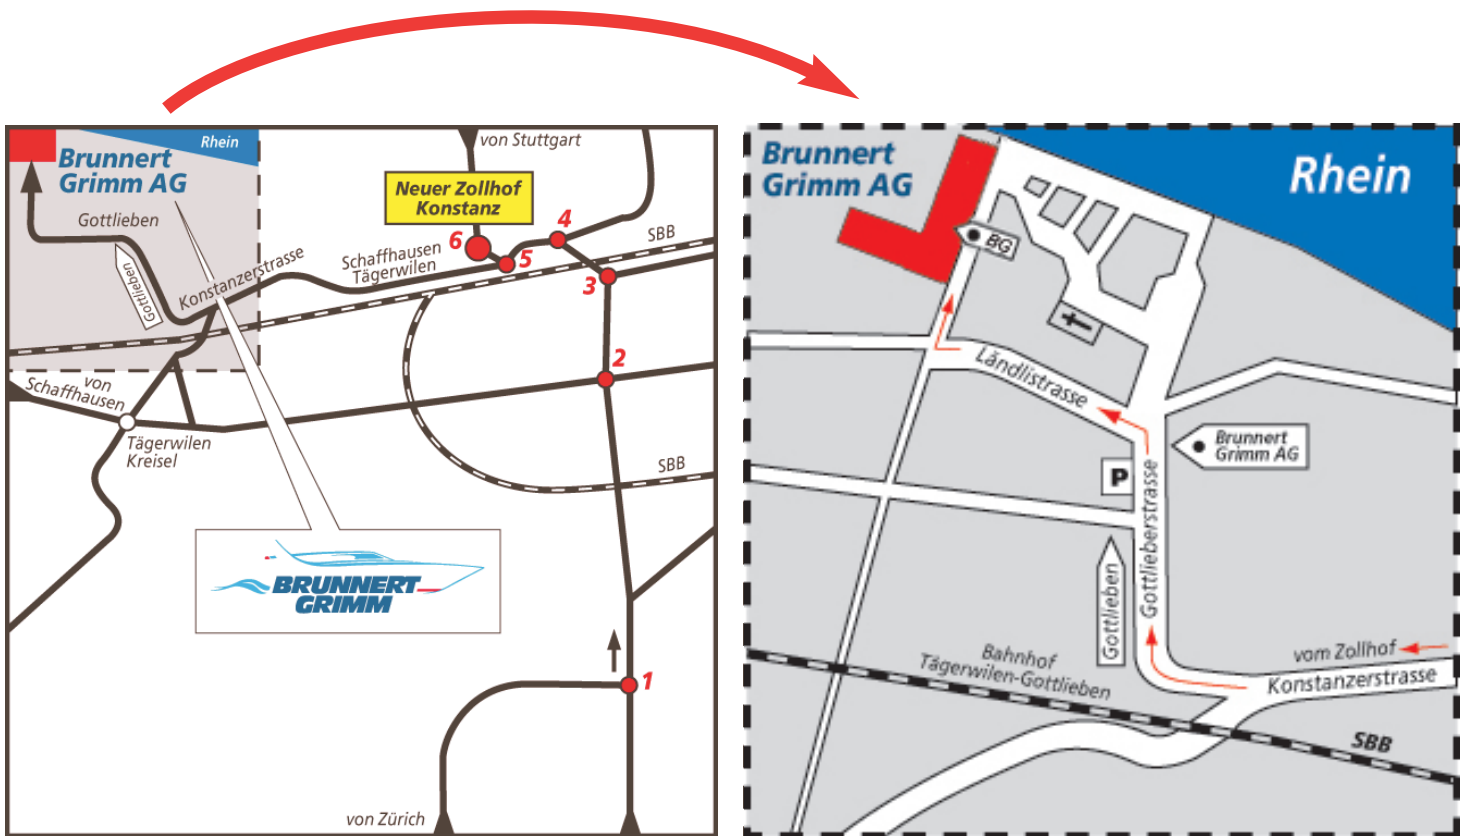 Rhein
Brunnert
Grimm AG
Gottlieben
Gottlieben
Konstanzerstrasse
von Stuttgart
Neuer Zollhof
Konstanz
6
5
4
3
SBB
Schaffhausen
Tägerwilen
2
von
Schaffhausen
Tägerwilen
Kreisel
SBB
BRUNNERT
GRIMM
1
von Zürich
Brunnert
Grimm AG
Rhein
BG
Ländlistrasse
Brunnert
Grimm AG
P
Gottlieberstrasse
Gottlieben
Bahnhof
Tägerwilen-Gottlieben
vom Zollhof
Konstanzerstrasse
SBB